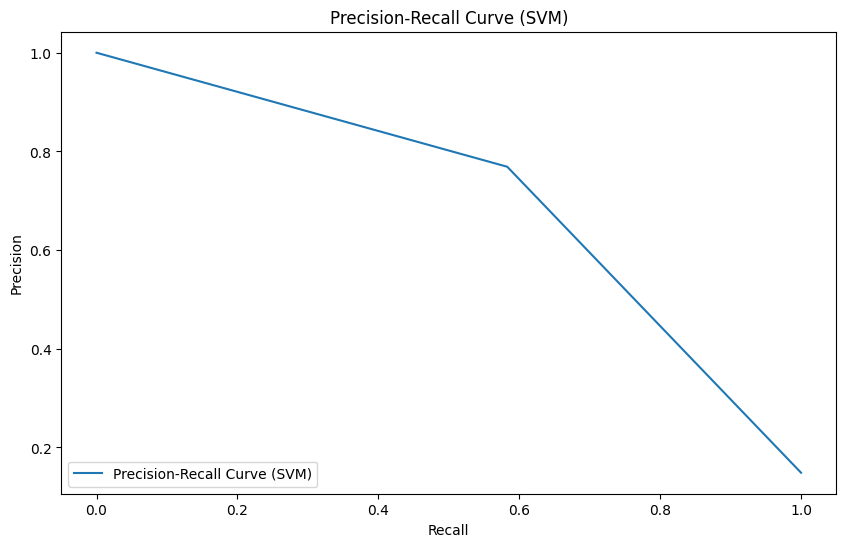 Precision-Recall Curve (SVM)
1.0
0.8
0.6
0.4
0.2
Precision
Precision-Recall Curve (SVM)
0.0 0.2 0.4 0.6 0.8 1.0
Recall